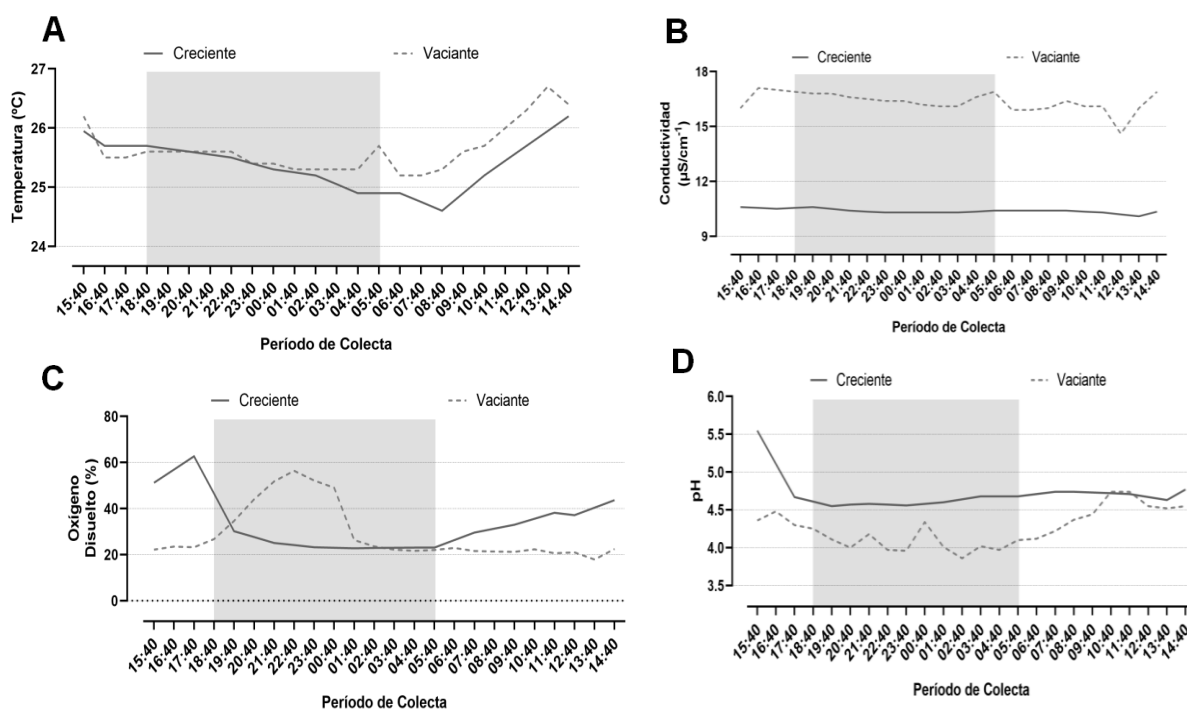 A
Creciente
Vaciante
Temperatura (ºC)
27
26
25
24
15:40 16:40 17:40 18:40 19:40 20:40 21:40 22:40 23:40 00:40 01:40 02:40 03:40 04:40 05:40 06:40 07:40 08:40 09:40 10:40 11:40 12:40 13:40 14:40
Período de Colecta
B
Creciente
Vaciante
Conductividad
(µS/cm⁻¹)
18
15
12
9
15:40 16:40 17:40 18:40 19:40 20:40 21:40 22:40 23:40 00:40 01:40 02:40 03:40 04:40 05:40 06:40 07:40 08:40 09:40 10:40 11:40 12:40 13:40 14:40
Período de Colecta
C
Creciente
Vaciante
Oxígeno
Disuelto (%)
80
60
40
20
0
15:40 16:40 17:40 18:40 19:40 20:40 21:40 22:40 23:40 00:40 01:40 02:40 03:40 04:40 05:40 06:40 07:40 08:40 09:40 10:40 11:40 12:40 13:40 14:40
Período de Colecta
D
Creciente
Vaciante
pH
6.0
5.5
5.0
4.5
4.0
3.5
15:40 16:40 17:40 18:40 19:40 20:40 21:40 22:40 23:40 00:40 01:40 02:40 03:40 04:40 05:40 06:40 07:40 08:40 09:40 10:40 11:40 12:40 13:40 14:40
Período de Colecta